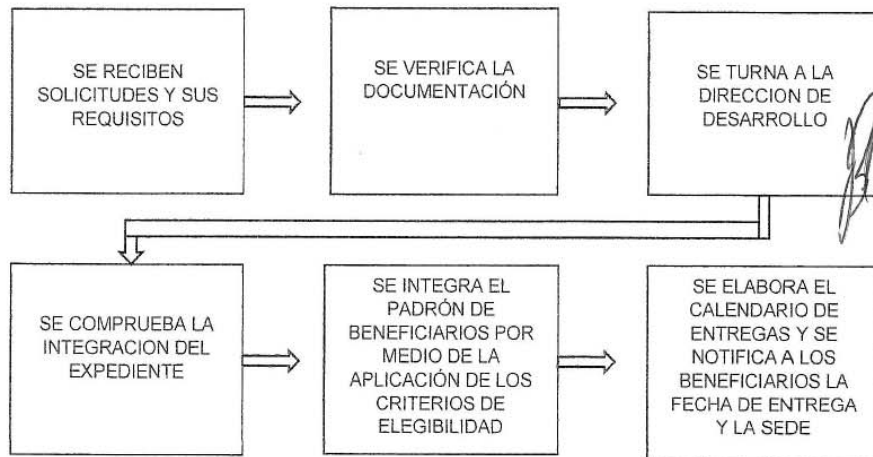 SE RECIBEN
SOLICITUDES Y SUS
REQUISITOS
SE VERIFICA LA
DOCUMENTACIÓN
SE TURNA A LA
DIRECCION DE
DESARROLLO
SE COMPRUEBA LA
INTEGRACION DEL
EXPEDIENTE
SE INTEGRA EL
PADRÓN DE
BENEFICIARIOS POR
MEDIO DE LA
APLICACIÓN DE LOS
CRITERIOS DE
ELEGIBILIDAD
SE ELABORA EL
CALENDARIO DE
ENTREGAS Y SE
NOTIFICA A LOS
BENEFICIARIOS LA
FECHA DE ENTREGA
Y LA SEDE